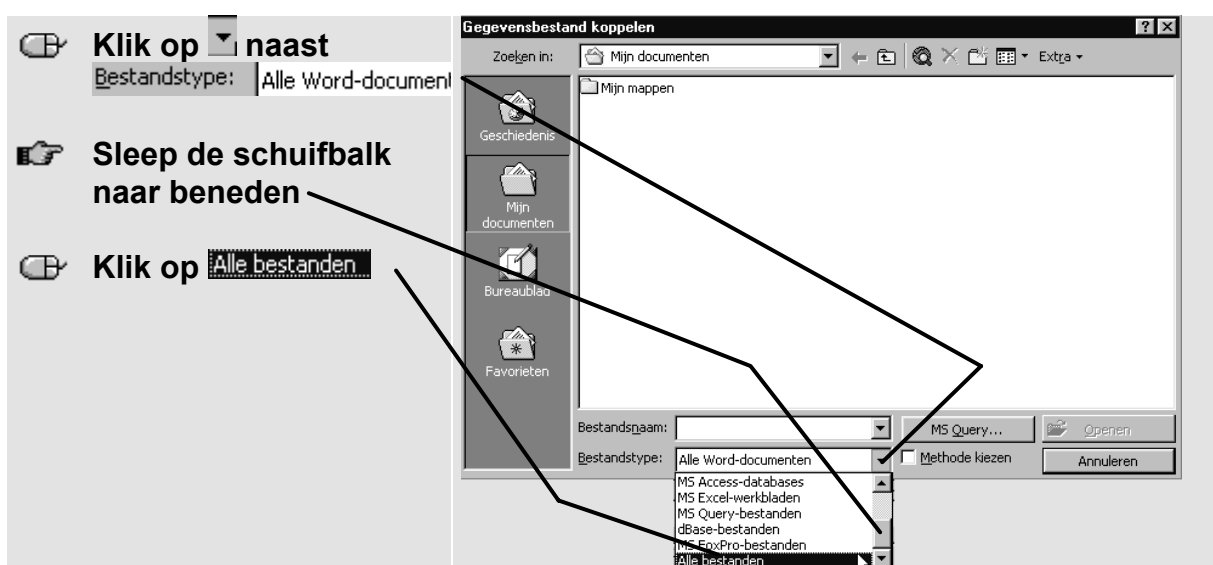 Klik op naast
Bestandstype: Alle Word-document
Sleep de schuifbalk
naar beneden
Klik op Alle bestanden
Gegevensbestand koppelen
Zoeken in: Mijn documenten Extra
Mijn mappen
Geschiedenis
Mijn
documenten
Bureaublad
Favorieten
Bestandsnaam: MS Query... Openen
Bestandstype: Alle Word-documenten Methode kiezen Annuleren
MS Access-databases
MS Excel-werkbladen
MS Query-bestanden
dBase-bestanden
MS FoxPro-bestanden
Alle bestanden